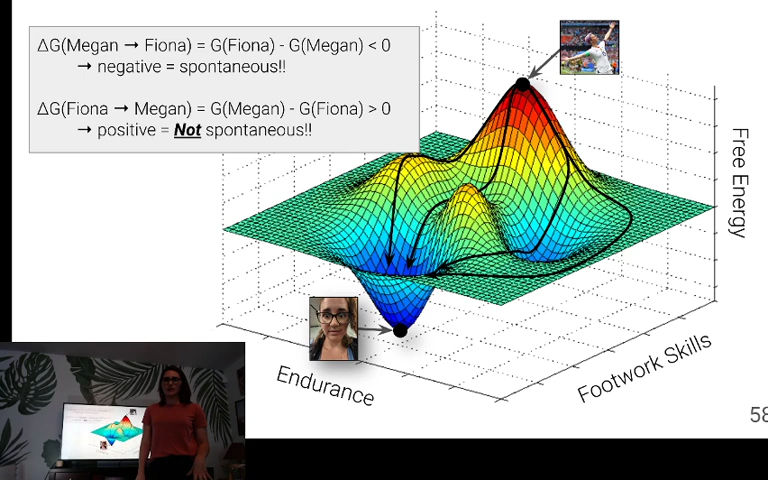 ΔG(Megan → Fiona) = G(Fiona) - G(Megan) < 0
→ negative = spontaneous!!
ΔG(Fiona → Megan) = G(Megan) - G(Fiona) > 0
→ positive = Not spontaneous!!
Free Energy
Endurance
Footwork Skills
58